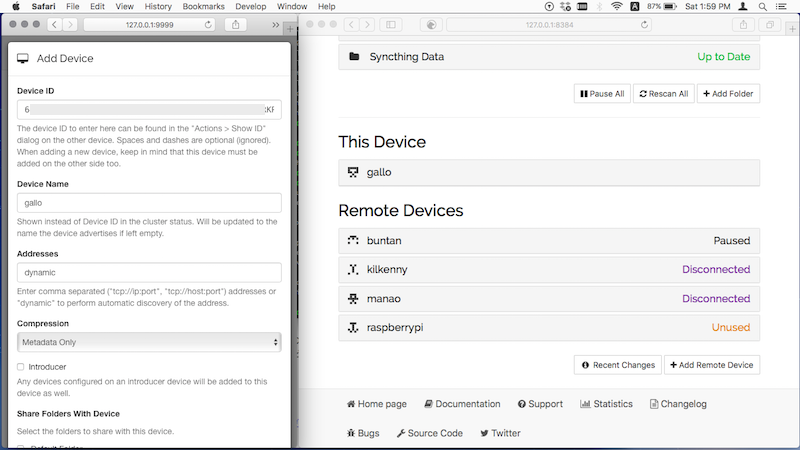 Safari File Edit View History Bookmarks Develop Window Help
87% Sat 1:59 PM
127.0.0.1:9999
Add Device
Device ID
6
The device ID to enter here can be found in the "Actions > Show ID"
dialog on the other device. Spaces and dashes are optional (ignored).
When adding a new device, keep in mind that this device must be
added on the other side too.
Device Name
gallo
Shown instead of Device ID in the cluster status. Will be updated to the
name the device advertises if left empty.
Addresses
dynamic
Enter comma separated ("tcp://ip:port", "tcp://host:port") addresses or
"dynamic" to perform automatic discovery of the address.
Compression
Metadata Only
Introducer
Any devices configured on an introducer device will be added to this
device as well.
Share Folders With Device
Select the folders to share with this device.
Default Folder
127.0.0.1:8384
Syncthing Data Up to Date
Pause All Rescan All + Add Folder
This Device
gallo
Remote Devices
buntan Paused
kilkenny Disconnected
manao Disconnected
raspberrypi Unused
Recent Changes + Add Remote Device
Home page Documentation Support Statistics Changelog
Bugs Source Code Twitter